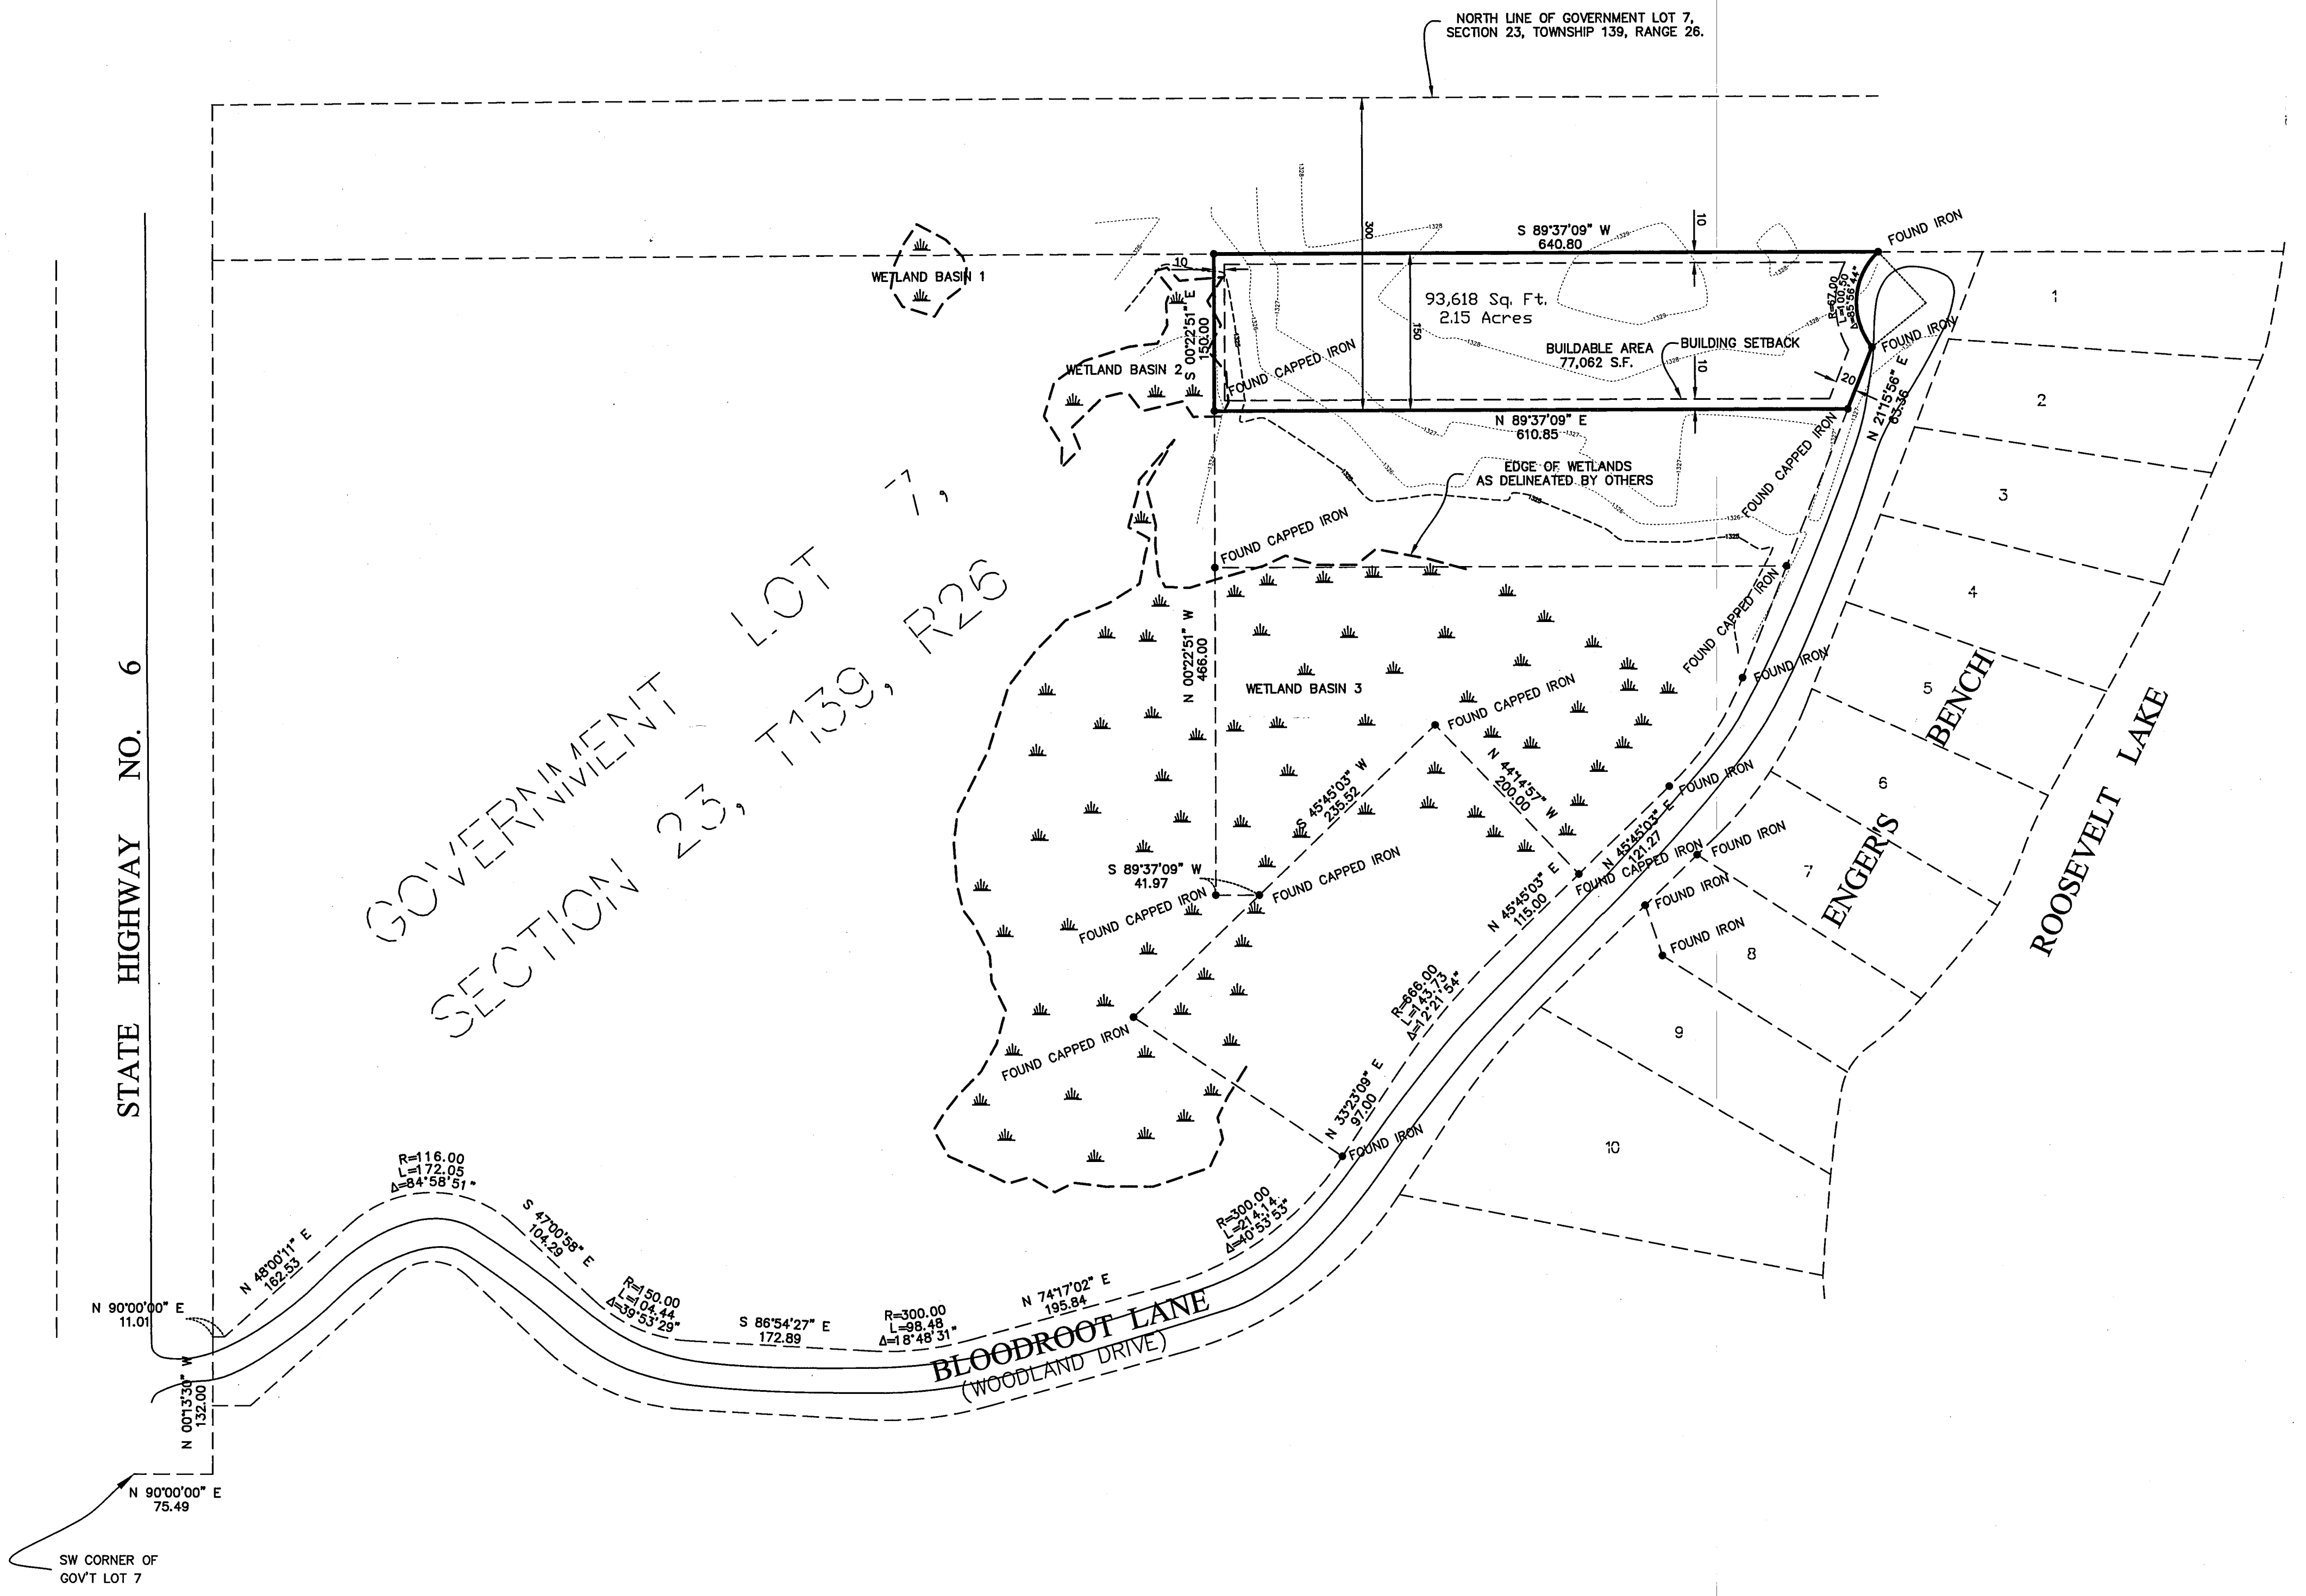 NORTH LINE OF GOVERNMENT LOT 7,
SECTION 23, TOWNSHIP 139, RANGE 26.
300
S 89°37'09" W
640.80
10
FOUND IRON
WETLAND BASIN 1
10
S 00°22'51" E
150.00
93,618 Sq. Ft.
2.15 Acres
150
BUILDABLE AREA
77,062 S.F.
BUILDING SETBACK
10
R=67.00
L=100.50
Δ=85°56'44"
FOUND IRON
20
N 21°15'56" E
63.36
WETLAND BASIN 2
FOUND CAPPED IRON
N 89°37'09" E
610.85
FOUND CAPPED IRON
EDGE OF WETLANDS
AS DELINEATED BY OTHERS
1328
1328
1329
1329
1328
1328
1328
1327
1327
1326
1326
1325
1325
1
2
3
4
5
6
7
8
9
10
GOVERNMENT LOT 7,
SECTION 23, T139, R26
FOUND CAPPED IRON
FOUND CAPPED IRON
FOUND IRON
N 00°22'51" W
466.00
WETLAND BASIN 3
FOUND CAPPED IRON
S 45°45'03" W
235.52
N 44°14'57" W
200.00
FOUND IRON
N 45°45'03" E
121.27
FOUND CAPPED IRON
FOUND IRON
FOUND IRON
FOUND IRON
S 89°37'09" W
41.97
FOUND CAPPED IRON
FOUND CAPPED IRON
N 45°45'03" E
115.00
R=666.00
L=143.73
Δ=12°21'54"
FOUND CAPPED IRON
N 33°23'09" E
97.00
FOUND IRON
ENGER'S BENCH
ROOSEVELT LAKE
STATE HIGHWAY NO. 6
R=116.00
L=172.05
Δ=84°58'51"
N 48°00'11" E
162.53
S 47°00'58" E
104.29
R=150.00
L=104.44
Δ=39°53'29"
S 86°54'27" E
172.89
R=300.00
L=98.48
Δ=18°48'31"
N 74°17'02" E
195.84
R=300.00
L=214.14
Δ=40°53'53"
BLOODROOT LANE
(WOODLAND DRIVE)
N 90°00'00" E
11.01
N 00°13'30" W
132.00
N 90°00'00" E
75.49
SW CORNER OF
GOV'T LOT 7